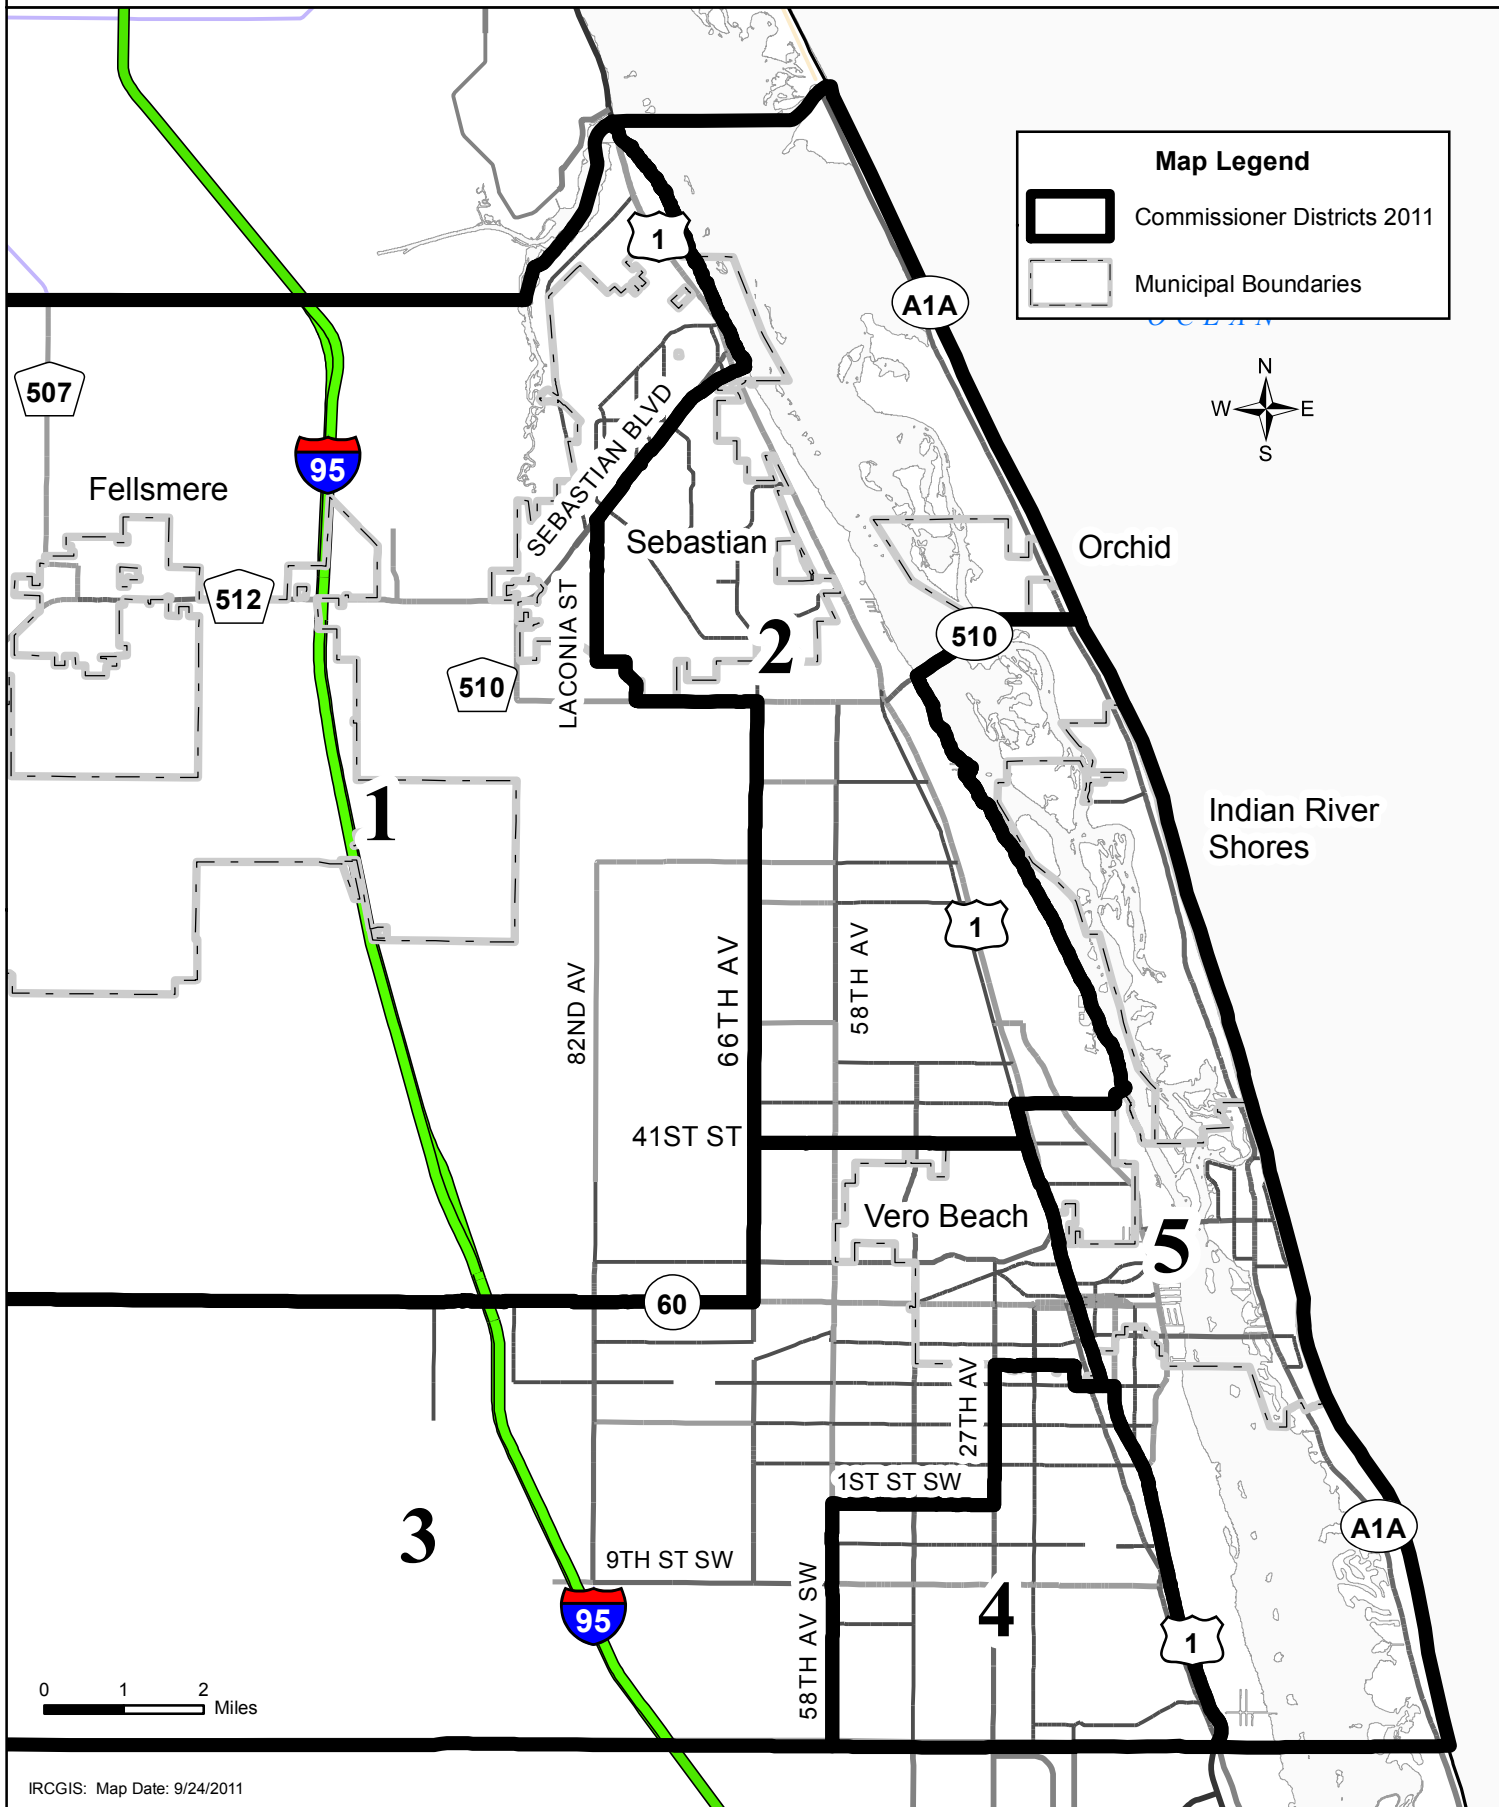 Map Legend
Commissioner Districts 2011
Municipal Boundaries
OCEAN
N
W E
S
1
A1A
507
95
SEBASTIAN BLVD
Fellsmere
Sebastian
Orchid
512
LACONIA ST
2
510
510
1
Indian River
Shores
1
82ND AV
66TH AV
58TH AV
41ST ST
Vero Beach
5
60
27TH AV
1ST ST SW
A1A
3
9TH ST SW
58TH AV SW
95
4
1
0 1 2
Miles
IRCGIS: Map Date: 9/24/2011